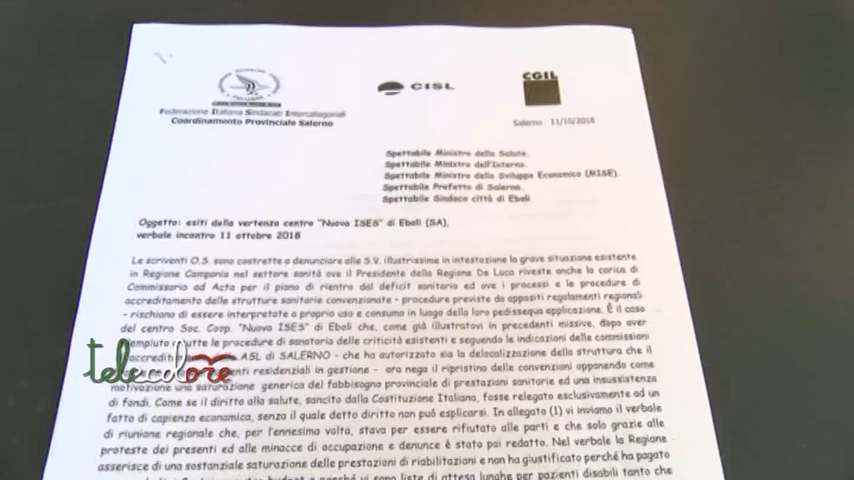 CISL
CGIL
Federazione Italiana Sindacati Intercategoriali
Coordinamento Provinciale Salerno
Salerno 11/10/2018
Spettabile Ministro della Salute.
Spettabile Ministro dell'Interno.
Spettabile Ministro dello Sviluppo Economico (MISE).
Spettabile Prefetto di Salerno.
Spettabile Sindaco città di Eboli
Oggetto: esiti della vertenza centro "Nuova ISES" di Eboli (SA),
verbale incontro 11 ottobre 2018
Le scriventi O.S. sono costrette a denunciare alle S.V. illustrissime in intestazione la grave situazione esistente
in Regione Campania nel settore sanità ove il Presidente della Regione De Luca riveste anche la carica di
Commissario ad Acta per il piano di rientro dal deficit sanitario ed ove i processi e le procedure di
accreditamento delle strutture sanitarie convenzionate - procedure previste da appositi regolamenti regionali
- rischiano di essere interpretate a proprio uso e consumo in luogo della loro pedissequa applicazione. È il caso
del centro Soc. Coop. "Nuova ISES" di Eboli che, come già illustratovi in precedenti missive, dopo aver
tutte le procedure di sanatoria delle criticità esistenti e seguendo le indicazioni delle commissioni
ASL di SALERNO - che ha autorizzato sia la delocalizzazione della struttura che il
residenziali in gestione - ora nega il ripristino delle convenzioni opponendo come
motivazione una saturazione generica del fabbisogno provinciale di prestazioni sanitarie ed una insussistenza
di fondi. Come se il diritto alla salute, sancito dalla Costituzione Italiana, fosse relegato esclusivamente ad un
fatto di capienza economica, senza il quale detto diritto non può esplicarsi. In allegato (1) vi inviamo il verbale
di riunione regionale che, per l'ennesima volta, stava per essere rifiutato alle parti e che solo grazie alle
proteste dei presenti ed alle minacce di occupazione e denunce è stato poi redatto. Nel verbale la Regione
asserisce di una sostanziale saturazione delle prestazioni di riabilitazioni e non ha giustificato perché ha pagato
budget e perché vi sono liste di attesa lunghe per pazienti disabili tanto che
telecolore